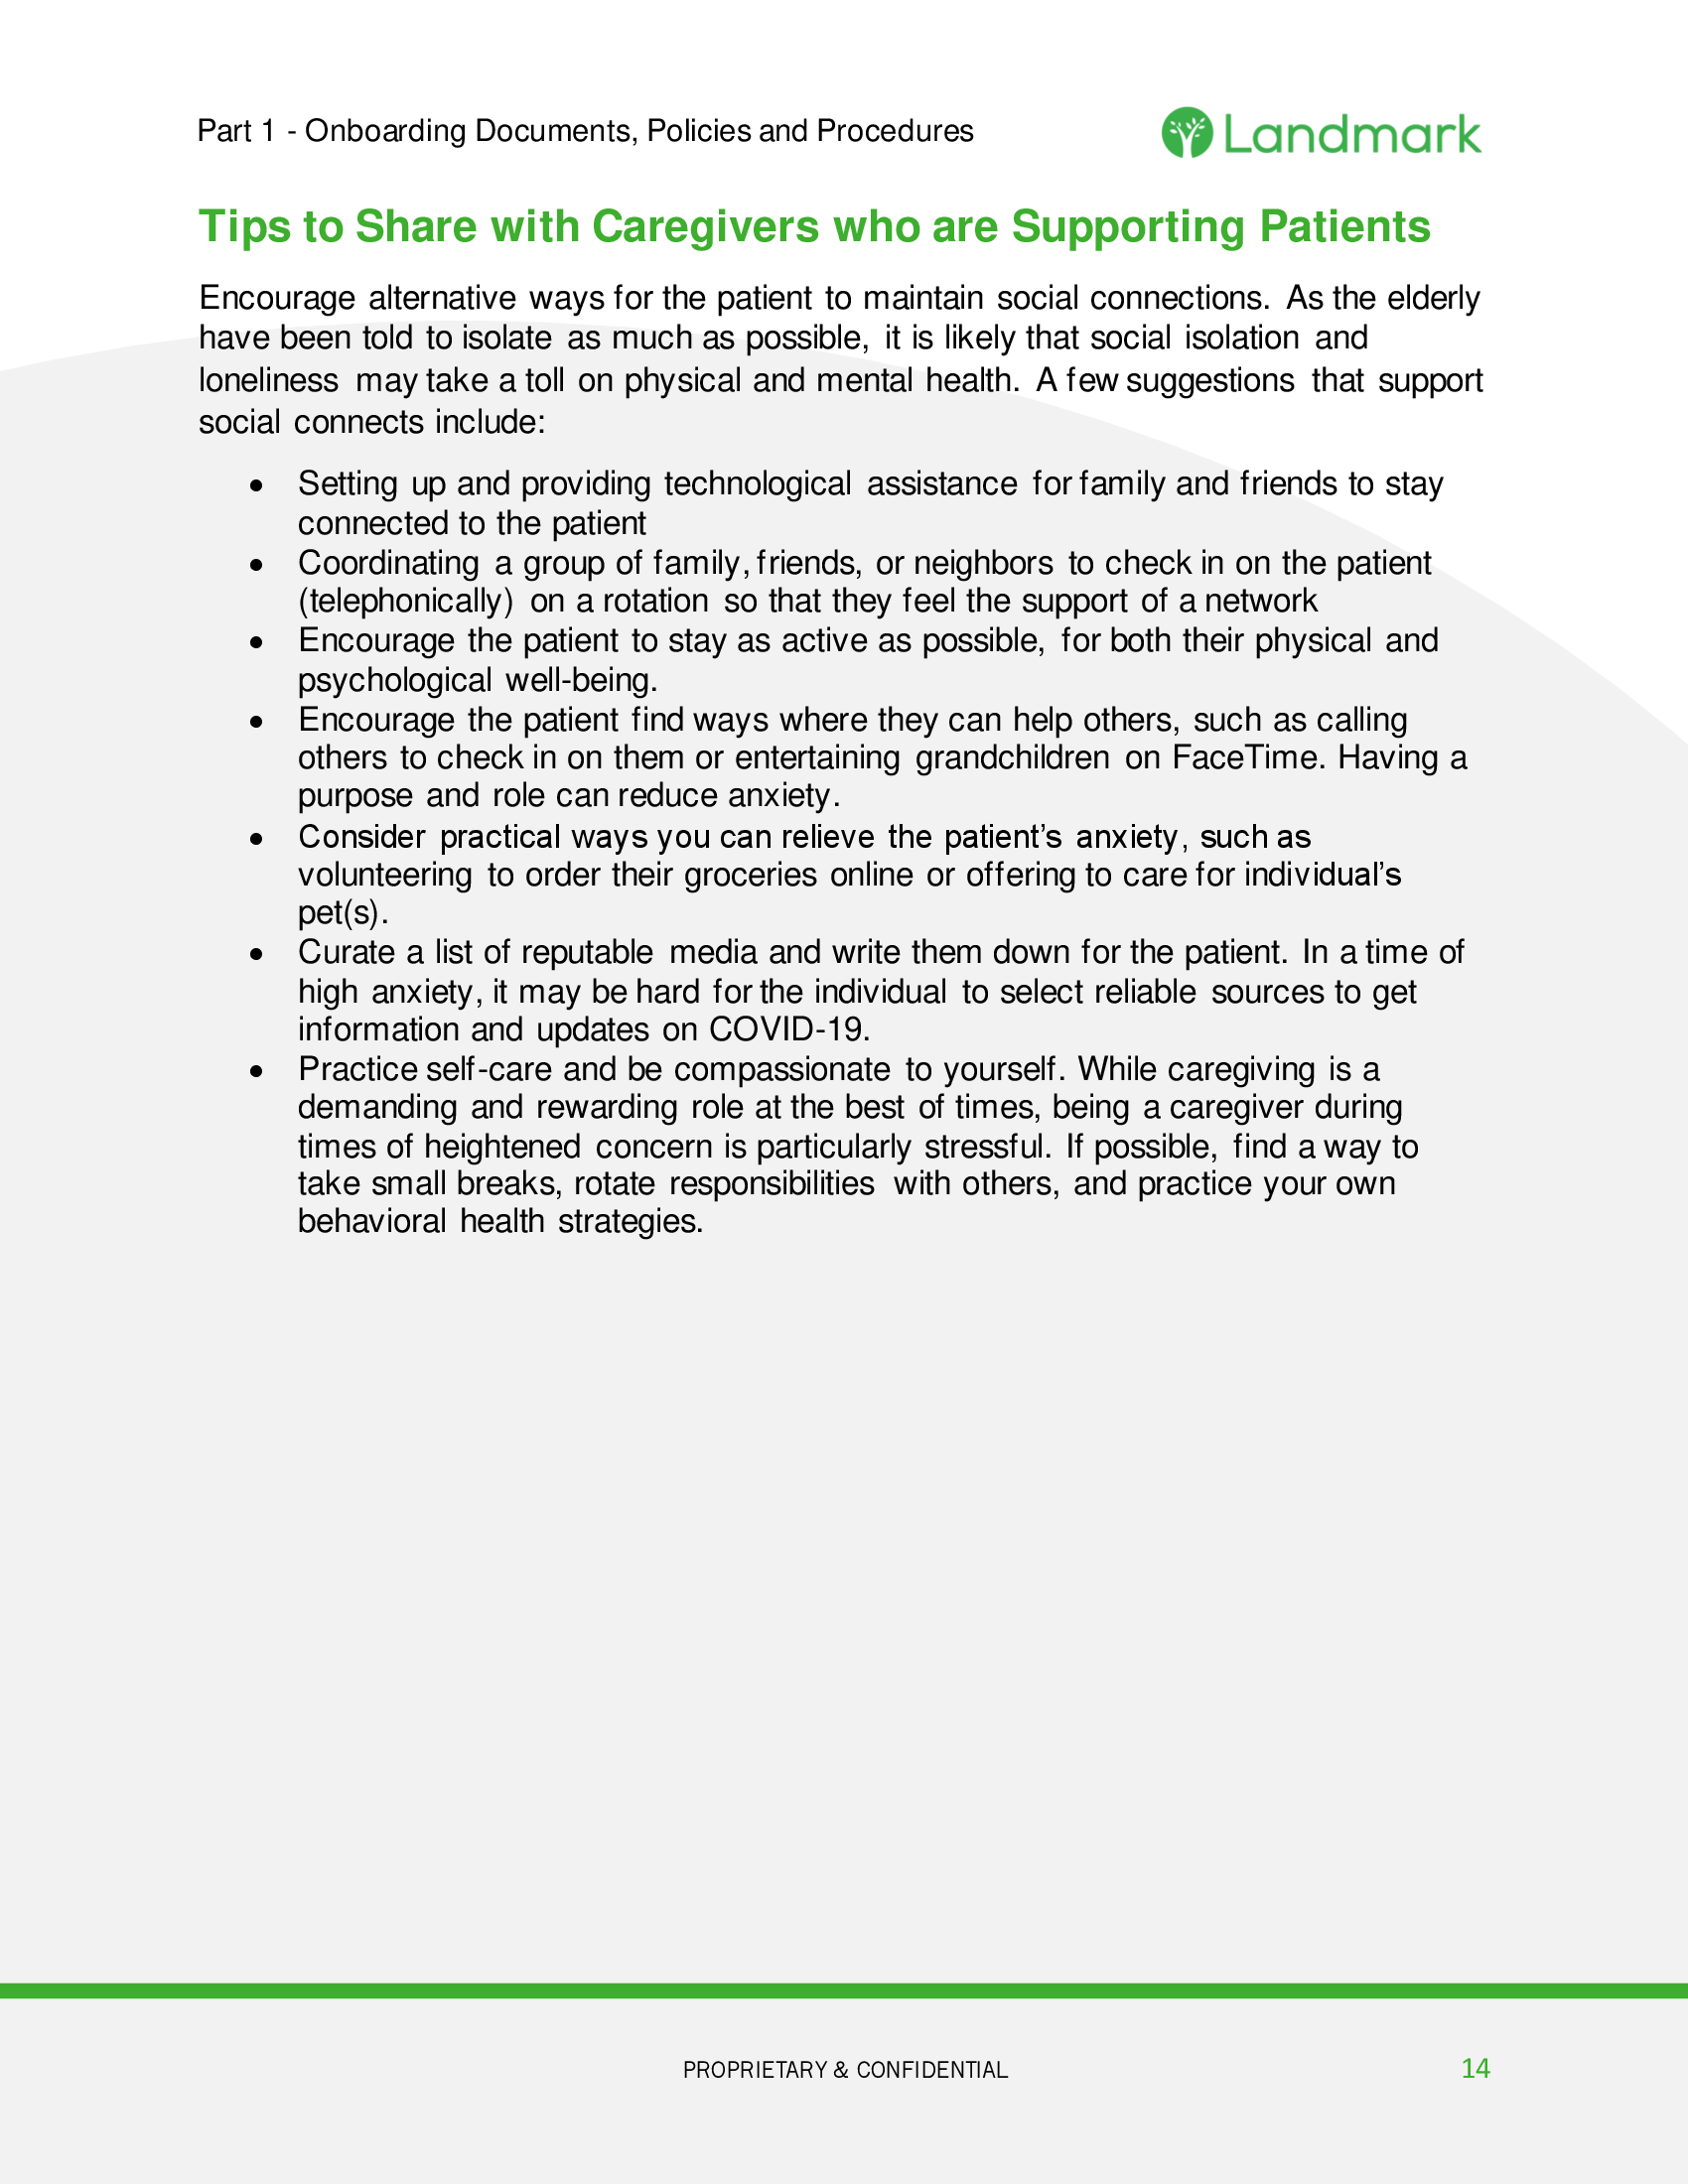 Part 1 - Onboarding Documents, Policies and Procedures
Landmark
Tips to Share with Caregivers who are Supporting Patients
Encourage alternative ways for the patient to maintain social connections. As the elderly
have been told to isolate as much as possible, it is likely that social isolation and
loneliness may take a toll on physical and mental health. A few suggestions that support
social connects include:
• Setting up and providing technological assistance for family and friends to stay
connected to the patient
• Coordinating a group of family, friends, or neighbors to check in on the patient
(telephonically) on a rotation so that they feel the support of a network
• Encourage the patient to stay as active as possible, for both their physical and
psychological well-being.
• Encourage the patient find ways where they can help others, such as calling
others to check in on them or entertaining grandchildren on FaceTime. Having a
purpose and role can reduce anxiety.
• Consider practical ways you can relieve the patient’s anxiety, such as
volunteering to order their groceries online or offering to care for individual’s
pet(s).
• Curate a list of reputable media and write them down for the patient. In a time of
high anxiety, it may be hard for the individual to select reliable sources to get
information and updates on COVID-19.
• Practice self-care and be compassionate to yourself. While caregiving is a
demanding and rewarding role at the best of times, being a caregiver during
times of heightened concern is particularly stressful. If possible, find a way to
take small breaks, rotate responsibilities with others, and practice your own
behavioral health strategies.
PROPRIETARY & CONFIDENTIAL
14